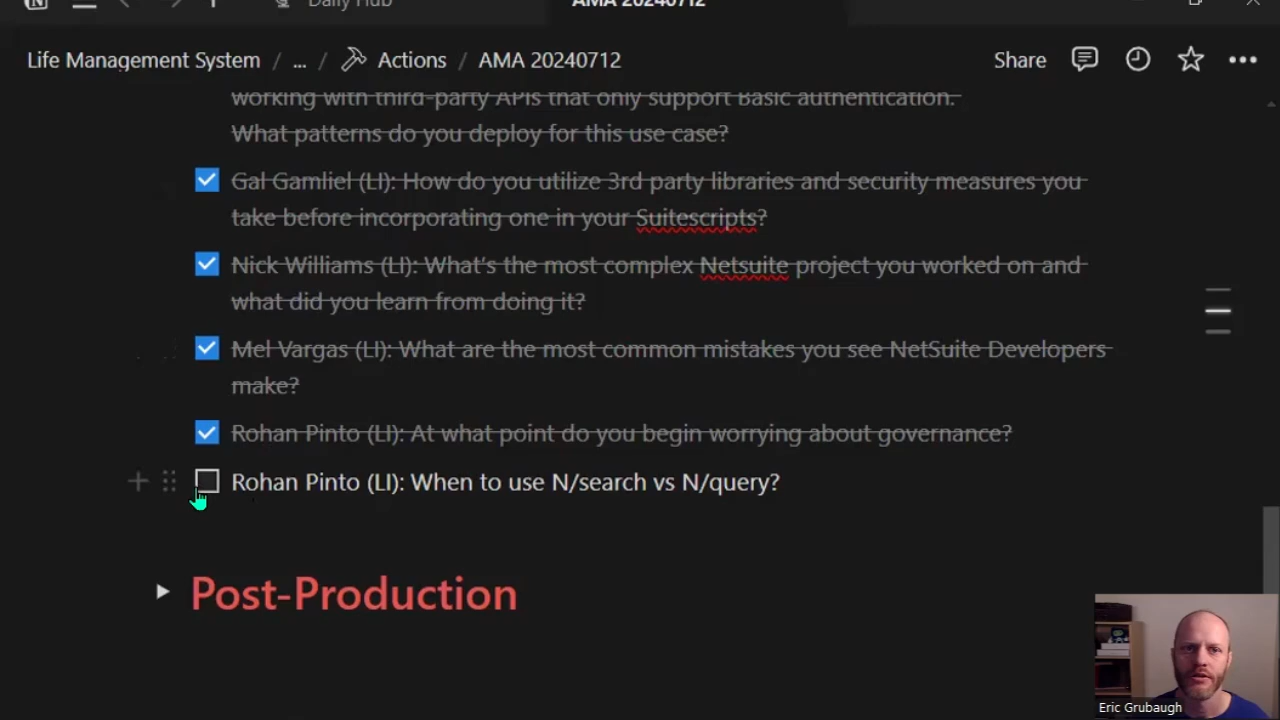 Daily Hub
AMA 20240712
Life Management System / ... / Actions / AMA 20240712
Share
working with third-party APIs that only support Basic authentication.
What patterns do you deploy for this use case?
Gal Gamliel (LI): How do you utilize 3rd party libraries and security measures you
take before incorporating one in your Suitescripts?
Nick Williams (LI): What's the most complex Netsuite project you worked on and
what did you learn from doing it?
Mel Vargas (LI): What are the most common mistakes you see NetSuite Developers
make?
Rohan Pinto (LI): At what point do you begin worrying about governance?
Rohan Pinto (LI): When to use N/search vs N/query?
Post-Production
Eric Grubaugh